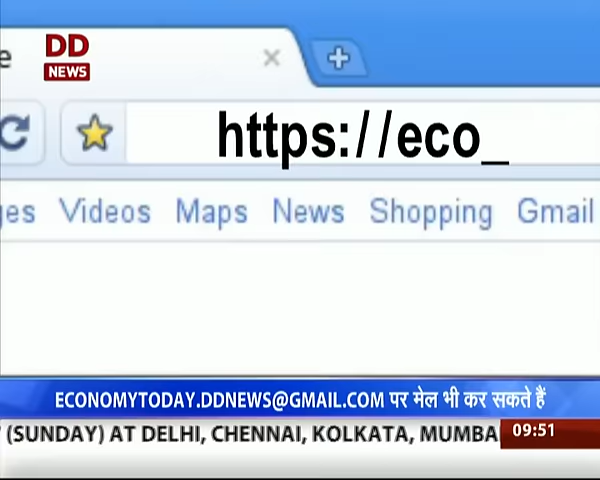 e
DD
NEWS
https://eco_
ges Videos Maps News Shopping Gmail
ECONOMYTODAY.DDNEWS@GMAIL.COM पर मेल भी कर सकते हैं
(SUNDAY) AT DELHI, CHENNAI, KOLKATA, MUMBA
09:51